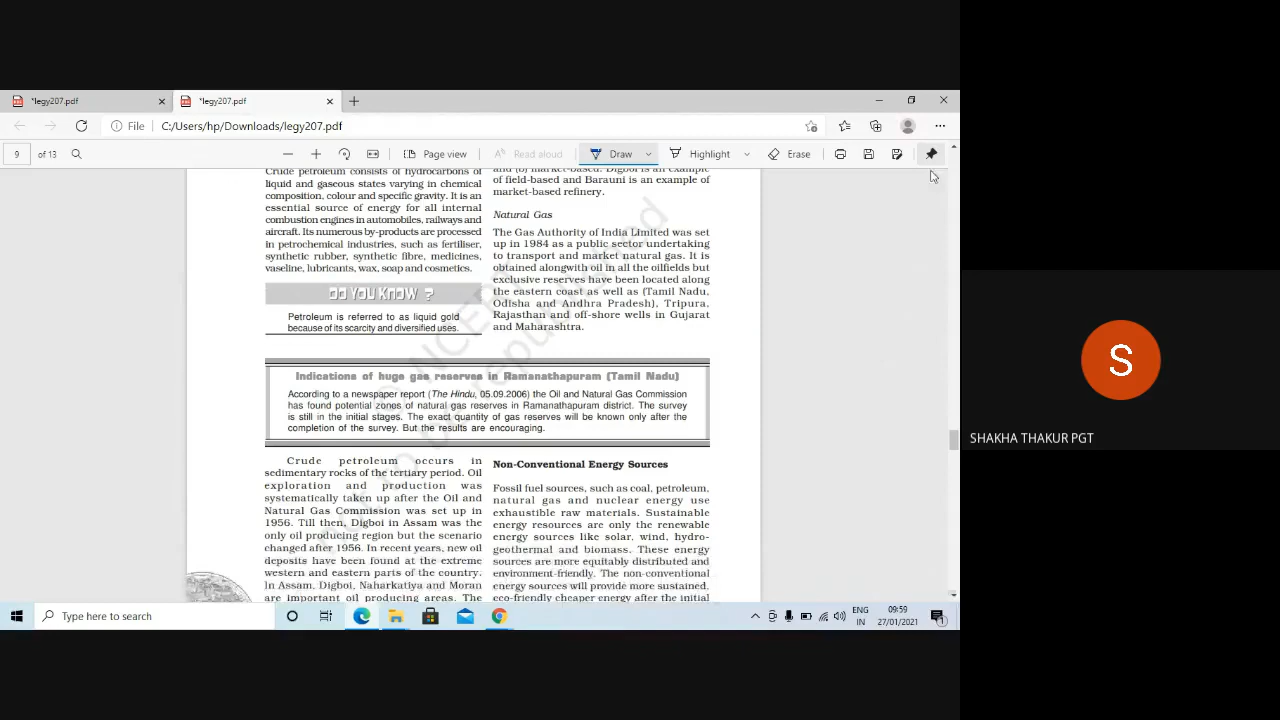 *legy207.pdf
*legy207.pdf
File
C:/Users/hp/Downloads/legy207.pdf
9 of 13
Page view
Read aloud
Draw
Highlight
Erase
Crude petroleum consists of hydrocarbons of
liquid and gaseous states varying in chemical
composition, colour and specific gravity. It is an
essential source of energy for all internal
combustion engines in automobiles, railways and
aircraft. Its numerous by-products are processed
in petrochemical industries, such as fertiliser,
synthetic rubber, synthetic fibre, medicines,
vaseline, lubricants, wax, soap and cosmetics.
DO YOU KNOW ?
Petroleum is referred to as liquid gold
because of its scarcity and diversified uses.
and (b) market-based. Digboi is an example
of field-based and Barauni is an example of
market-based refinery.
Natural Gas
The Gas Authority of India Limited was set
up in 1984 as a public sector undertaking
to transport and market natural gas. It is
obtained alongwith oil in all the oilfields but
exclusive reserves have been located along
the eastern coast as well as (Tamil Nadu,
Odisha and Andhra Pradesh), Tripura,
Rajasthan and off-shore wells in Gujarat
and Maharashtra.
Indications of huge gas reserves in Ramanathapuram (Tamil Nadu)
According to a newspaper report (The Hindu, 05.09.2006) the Oil and Natural Gas Commission
has found potential zones of natural gas reserves in Ramanathapuram district. The survey
is still in the initial stages. The exact quantity of gas reserves will be known only after the
completion of the survey. But the results are encouraging.
Crude petroleum occurs in
sedimentary rocks of the tertiary period. Oil
exploration and production was
systematically taken up after the Oil and
Natural Gas Commission was set up in
1956. Till then, Digboi in Assam was the
only oil producing region but the scenario
changed after 1956. In recent years, new oil
deposits have been found at the extreme
western and eastern parts of the country.
In Assam, Digboi, Naharkatiya and Moran
are important oil producing areas. The
Non-Conventional Energy Sources
Fossil fuel sources, such as coal, petroleum,
natural gas and nuclear energy use
exhaustible raw materials. Sustainable
energy resources are only the renewable
energy sources like solar, wind, hydro-
geothermal and biomass. These energy
sources are more equitably distributed and
environment-friendly. The non-conventional
energy sources will provide more sustained,
eco-friendly cheaper energy after the initial
Type here to search
ENG
IN
09:59
27/01/2021
1
S
SHAKHA THAKUR PGT